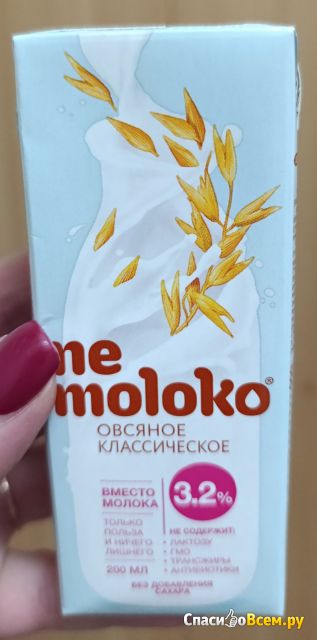 ne
moloko®
ОВСЯНОЕ
КЛАССИЧЕСКОЕ
ВМЕСТО
МОЛОКА
3.2%
ТОЛЬКО
ПОЛЬЗА
И НИЧЕГО
ЛИШНЕГО
200 МЛ
НЕ СОДЕРЖИТ:
• ЛАКТОЗУ
• ГМО
• ТРАНСЖИРЫ
• АНТИБИОТИКИ
БЕЗ ДОБАВЛЕНИЯ
САХАРА
СпасибоВсем.ру